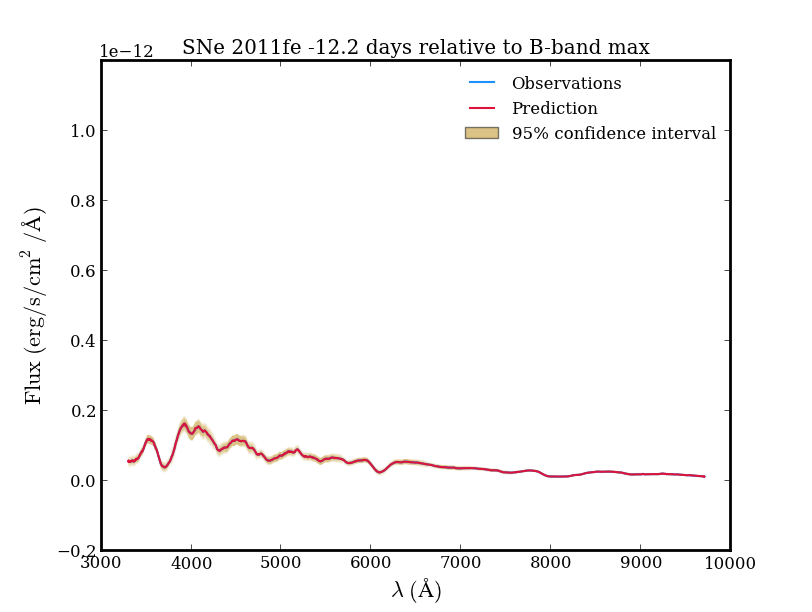 SNe 2011fe -12.2 days relative to B-band max
1e−12
Observations
Prediction
95% confidence interval
1.0
0.8
0.6
0.4
0.2
0.0
−0.2
Flux (erg/s/cm² /Å)
3000 4000 5000 6000 7000 8000 9000 10000
λ (Å)